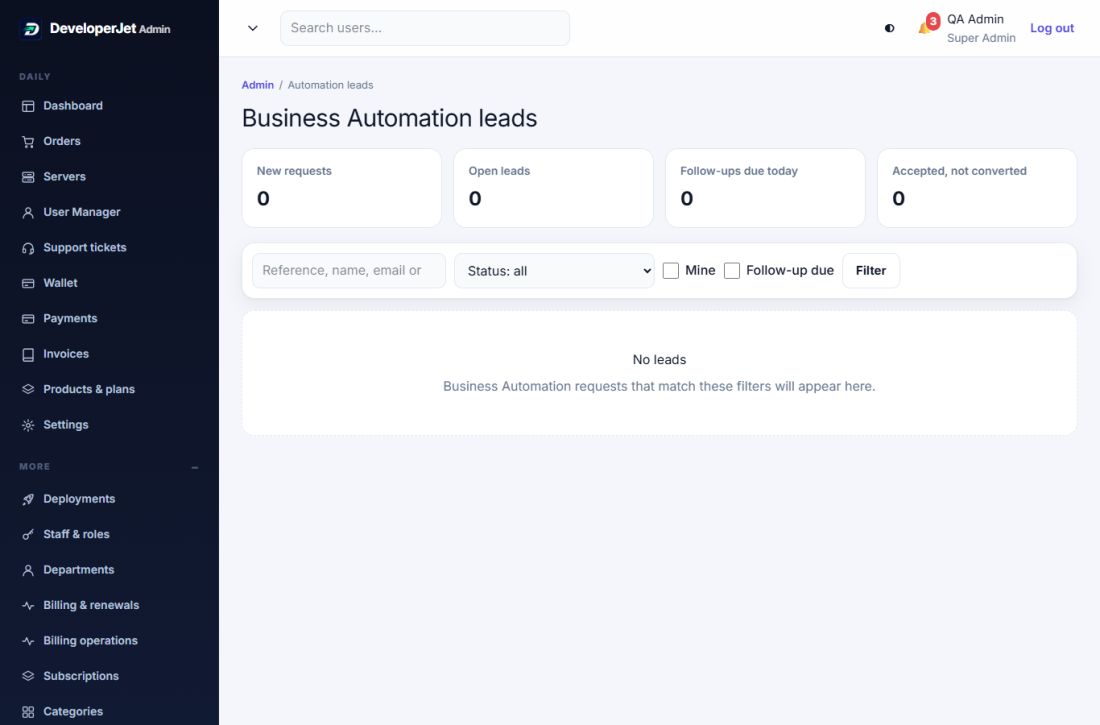 DeveloperJet Admin
DAILY
Dashboard
Orders
Servers
User Manager
Support tickets
Wallet
Payments
Invoices
Products & plans
Settings
MORE
Deployments
Staff & roles
Departments
Billing & renewals
Billing operations
Subscriptions
Categories
Search users...
3
QA Admin
Super Admin
Log out
Admin / Automation leads
Business Automation leads
New requests
0
Open leads
0
Follow-ups due today
0
Accepted, not converted
0
Reference, name, email or
Status: all
Mine
Follow-up due
Filter
No leads
Business Automation requests that match these filters will appear here.